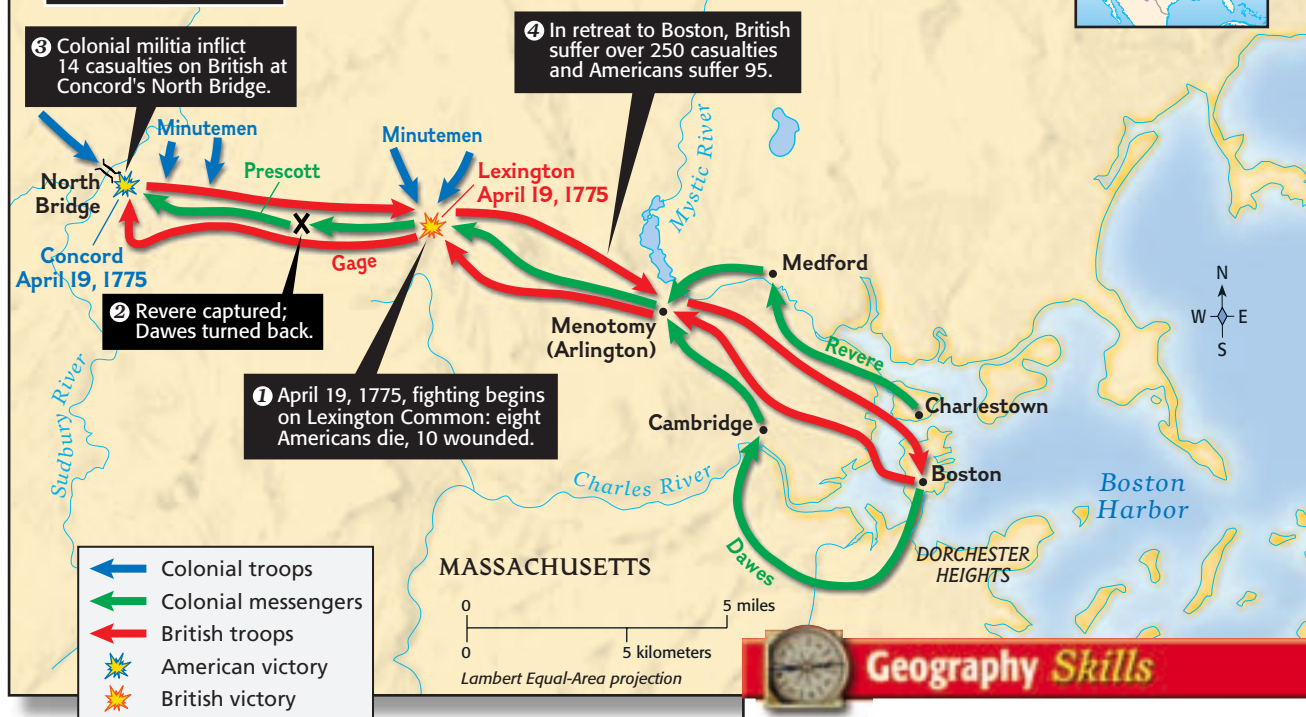 ❸ Colonial militia inflict
14 casualties on British at
Concord's North Bridge.
❹ In retreat to Boston, British
suffer over 250 casualties
and Americans suffer 95.
Minutemen
Minutemen
Prescott
Lexington
April 19, 1775
Mystic River
North
Bridge
Concord
April 19, 1775
Gage
Medford
❷ Revere captured;
Dawes turned back.
Menotomy
(Arlington)
Revere
N
W E
S
❶ April 19, 1775, fighting begins
on Lexington Common: eight
Americans die, 10 wounded.
Charlestown
Cambridge
Sudbury River
Charles River
Boston
Boston
Harbor
Dawes
DORCHESTER
HEIGHTS
MASSACHUSETTS
Colonial troops
Colonial messengers
British troops
American victory
British victory
0 5 miles
0 5 kilometers
Lambert Equal-Area projection
Geography Skills